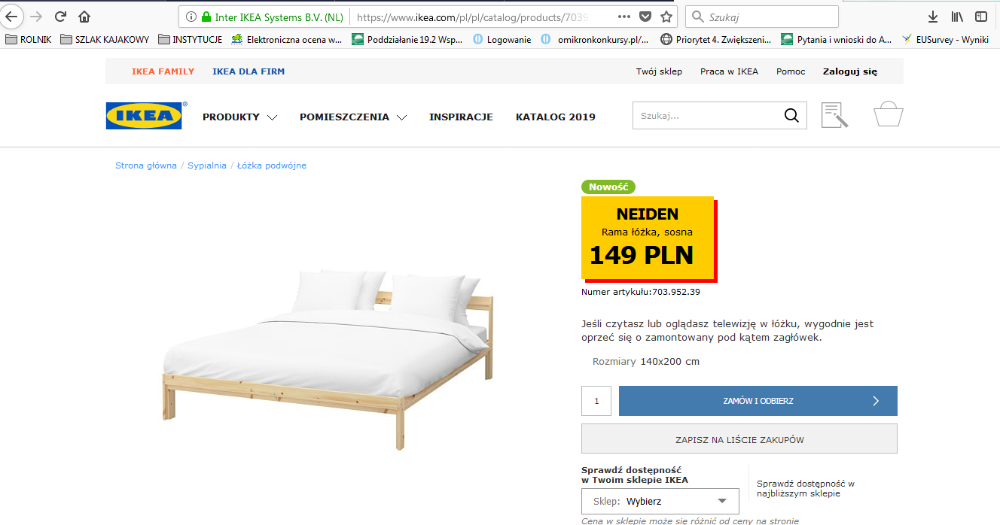 Inter IKEA Systems B.V. (NL) https://www.ikea.com/pl/pl/catalog/products/7039 Szukaj
ROLNIK SZLAK KAJAKOWY INSTYTUCJE Elektroniczna ocena w... Poddziałanie 19.2 Wsp... Logowanie omikronkonkursy.pl/... Priorytet 4. Zwiększeni... Pytania i wnioski do A... EUSurvey - Wyniki
IKEA FAMILY IKEA DLA FIRM Twój sklep Praca w IKEA Pomoc Zaloguj się
IKEA® PRODUKTY POMIESZCZENIA INSPIRACJE KATALOG 2019 Szukaj...
Strona główna / Sypialnia / Łóżka podwójne
Nowość
NEIDEN
Rama łóżka, sosna
149 PLN
Numer artykułu:703.952.39
Jeśli czytasz lub oglądasz telewizję w łóżku, wygodnie jest
oprzeć się o zamontowany pod kątem zagłówek.
Rozmiary 140x200 cm
1 ZAMÓW I ODBIERZ
ZAPISZ NA LIŚCIE ZAKUPÓW
Sprawdź dostępność
w Twoim sklepie IKEA
Sklep: Wybierz
Sprawdź dostępność w
najbliższym sklepie
Cena w sklepie może się różnić od ceny na stronie